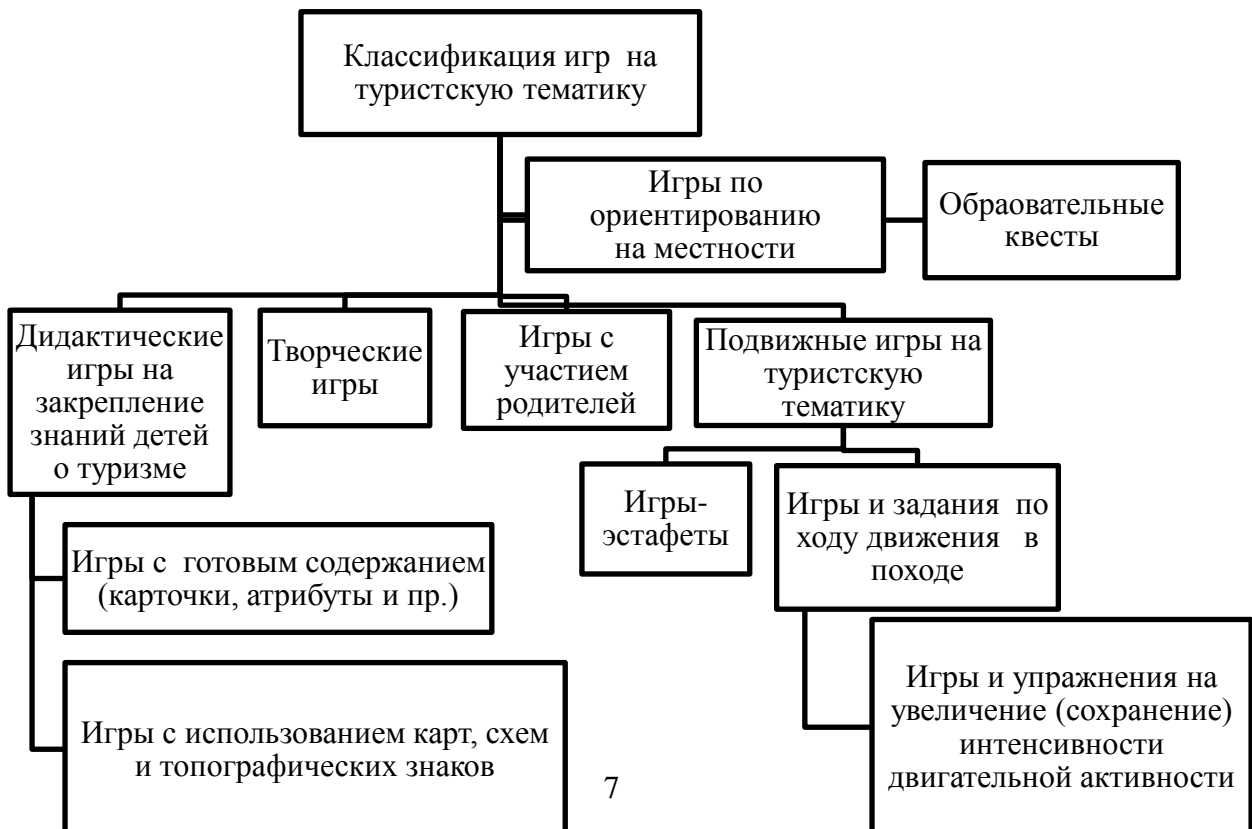 Классификация игр на
туристскую тематику
Игры по
ориентированию
на местности
Обраовательные
квесты
Дидактические
игры на
закрепление
знаний детей
о туризме
Творческие
игры
Игры с
участием
родителей
Подвижные игры на
туристскую
тематику
Игры-
эстафеты
Игры и задания по
ходу движения в
походе
Игры с готовым содержанием
(карточки, атрибуты и пр.)
Игры с использованием карт, схем
и топографических знаков
Игры и упражнения на
увеличение (сохранение)
интенсивности
двигательной активности
7